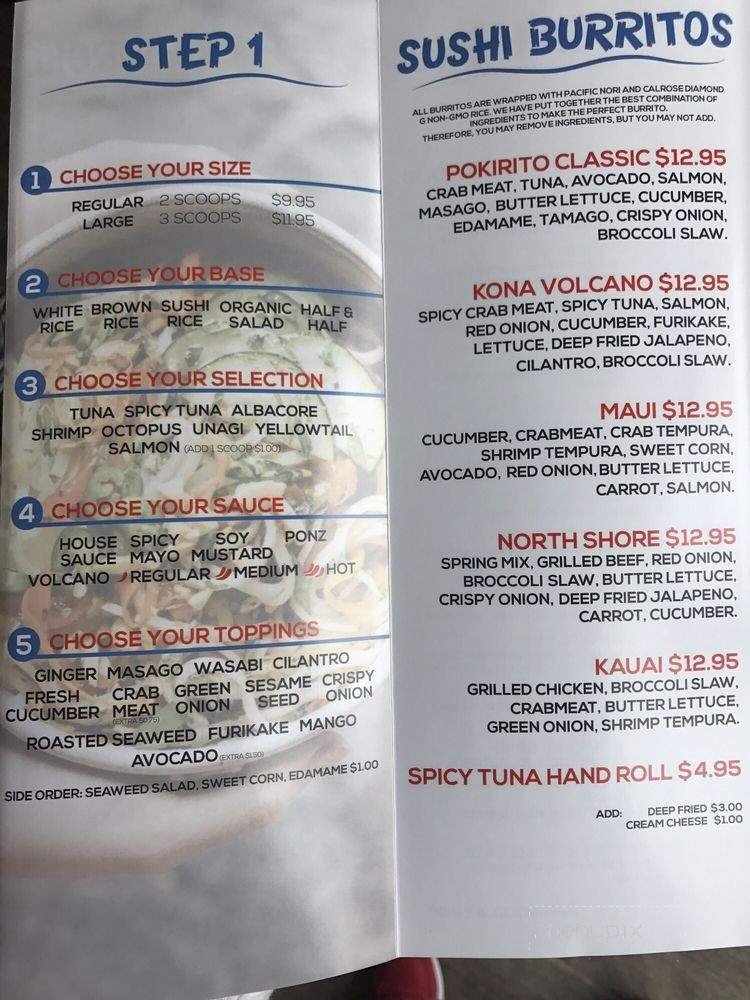 STEP 1
1 CHOOSE YOUR SIZE
REGULAR 2 SCOOPS $9.95
LARGE 3 SCOOPS $11.95
2 CHOOSE YOUR BASE
WHITE BROWN SUSHI ORGANIC HALF &
RICE RICE RICE SALAD HALF
3 CHOOSE YOUR SELECTION
TUNA SPICY TUNA ALBACORE
SHRIMP OCTOPUS UNAGI YELLOWTAIL
SALMON (ADD 1 SCOOP $1.00)
4 CHOOSE YOUR SAUCE
HOUSE SPICY SOY PONZ
SAUCE MAYO MUSTARD
VOLCANO REGULAR MEDIUM HOT
5 CHOOSE YOUR TOPPINGS
GINGER MASAGO WASABI CILANTRO
FRESH CRAB GREEN SESAME CRISPY
CUCUMBER MEAT ONION SEED ONION
(EXTRA $0.75)
ROASTED SEAWEED FURIKAKE MANGO
AVOCADO (EXTRA $1.50)
SIDE ORDER: SEAWEED SALAD, SWEET CORN, EDAMAME $1.00
SUSHI BURRITOS
ALL BURRITOS ARE WRAPPED WITH PACIFIC NORI AND CALROSE DIAMOND
G NON-GMO RICE. WE HAVE PUT TOGETHER THE BEST COMBINATION OF
INGREDIENTS TO MAKE THE PERFECT BURRITO.
THEREFORE, YOU MAY REMOVE INGREDIENTS, BUT YOU MAY NOT ADD.
POKIRITO CLASSIC $12.95
CRAB MEAT, TUNA, AVOCADO, SALMON,
MASAGO, BUTTER LETTUCE, CUCUMBER,
EDAMAME, TAMAGO, CRISPY ONION,
BROCCOLI SLAW.
KONA VOLCANO $12.95
SPICY CRAB MEAT, SPICY TUNA, SALMON,
RED ONION, CUCUMBER, FURIKAKE,
LETTUCE, DEEP FRIED JALAPENO,
CILANTRO, BROCCOLI SLAW.
MAUI $12.95
CUCUMBER, CRABMEAT, CRAB TEMPURA,
SHRIMP TEMPURA, SWEET CORN,
AVOCADO, RED ONION, BUTTER LETTUCE,
CARROT, SALMON.
NORTH SHORE $12.95
SPRING MIX, GRILLED BEEF, RED ONION,
BROCCOLI SLAW, BUTTER LETTUCE,
CRISPY ONION, DEEP FRIED JALAPENO,
CARROT, CUCUMBER.
KAUAI $12.95
GRILLED CHICKEN, BROCCOLI SLAW,
CRABMEAT, BUTTER LETTUCE,
GREEN ONION, SHRIMP TEMPURA.
SPICY TUNA HAND ROLL $4.95
ADD: DEEP FRIED $3.00
CREAM CHEESE $1.00